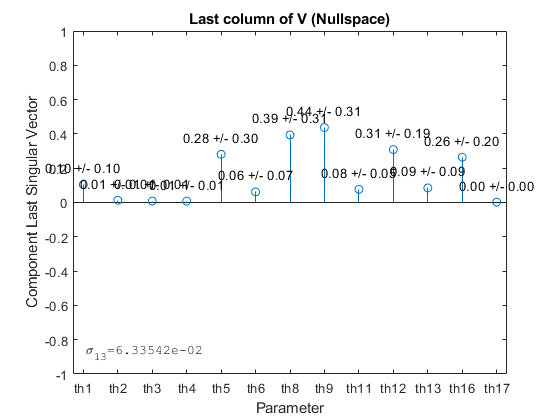 Last column of V (Nullspace)
Component Last Singular Vector
1
0.8
0.6
0.4
0.2
0
-0.2
-0.4
-0.6
-0.8
-1
0.44 +/- 0.31
0.39 +/- 0.31
0.28 +/- 0.30
0.31 +/- 0.19
0.26 +/- 0.20
+/- 0.10
0.06 +/- 0.07
0.08 +/-
0.09 +/- 0.09
0.01 +/-
+/- 0.01
0.00 +/- 0.00
σ13=6.33542e-02
th1 th2 th3 th4 th5 th6 th8 th9 th11 th12 th13 th16 th17
Parameter